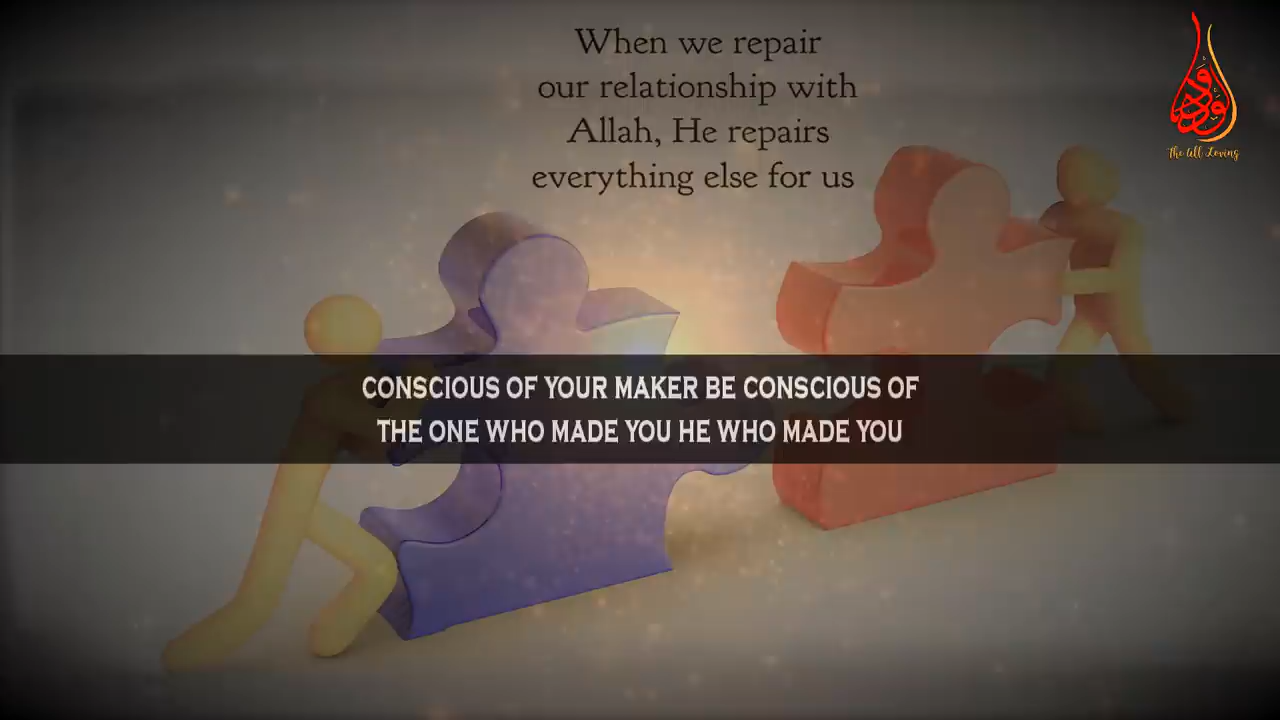 When we repair
our relationship with
Allah, He repairs
everything else for us
ودود
The All Loving
CONSCIOUS OF YOUR MAKER BE CONSCIOUS OF
THE ONE WHO MADE YOU HE WHO MADE YOU